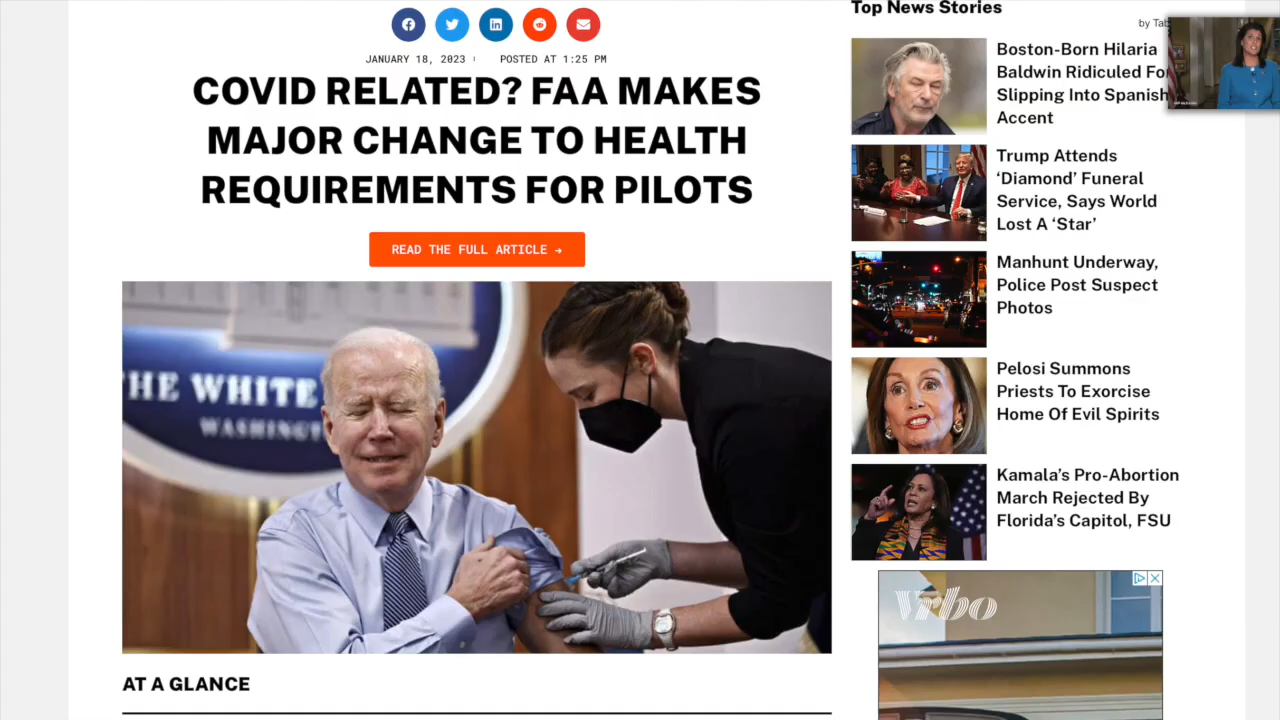 JANUARY 18, 2023
POSTED AT 1:25 PM
COVID RELATED? FAA MAKES
MAJOR CHANGE TO HEALTH
REQUIREMENTS FOR PILOTS
READ THE FULL ARTICLE →
THE WHITE
WASHINGT
AT A GLANCE
Top News Stories
by
Boston-Born Hilaria
Baldwin Ridiculed For
Slipping Into Spanish
Accent
Trump Attends
‘Diamond’ Funeral
Service, Says World
Lost A ‘Star’
Manhunt Underway,
Police Post Suspect
Photos
Pelosi Summons
Priests To Exorcise
Home Of Evil Spirits
Kamala’s Pro-Abortion
March Rejected By
Florida’s Capitol, FSU
Vrbo